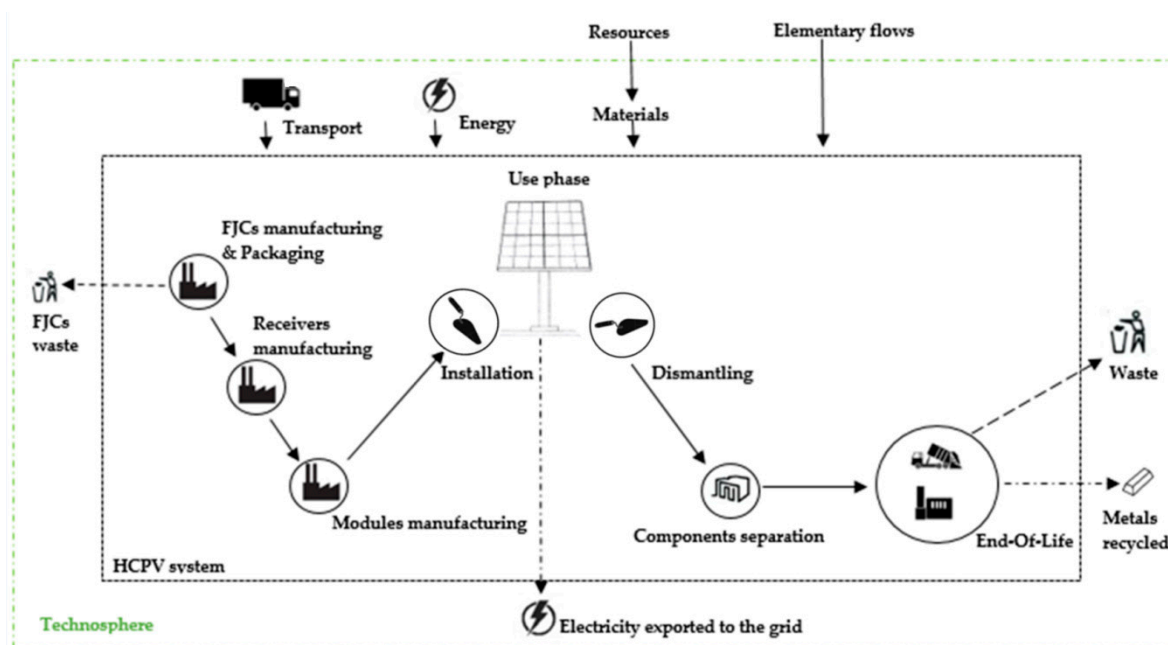 Resources
Elementary flows
Transport
Energy
Materials
Use phase
FJCs manufacturing
& Packaging
FJCs
waste
Receivers
manufacturing
Installation
Dismantling
Waste
Modules manufacturing
Components separation
End-Of-Life
Metals
recycled
HCPV system
Technosphere
Electricity exported to the grid